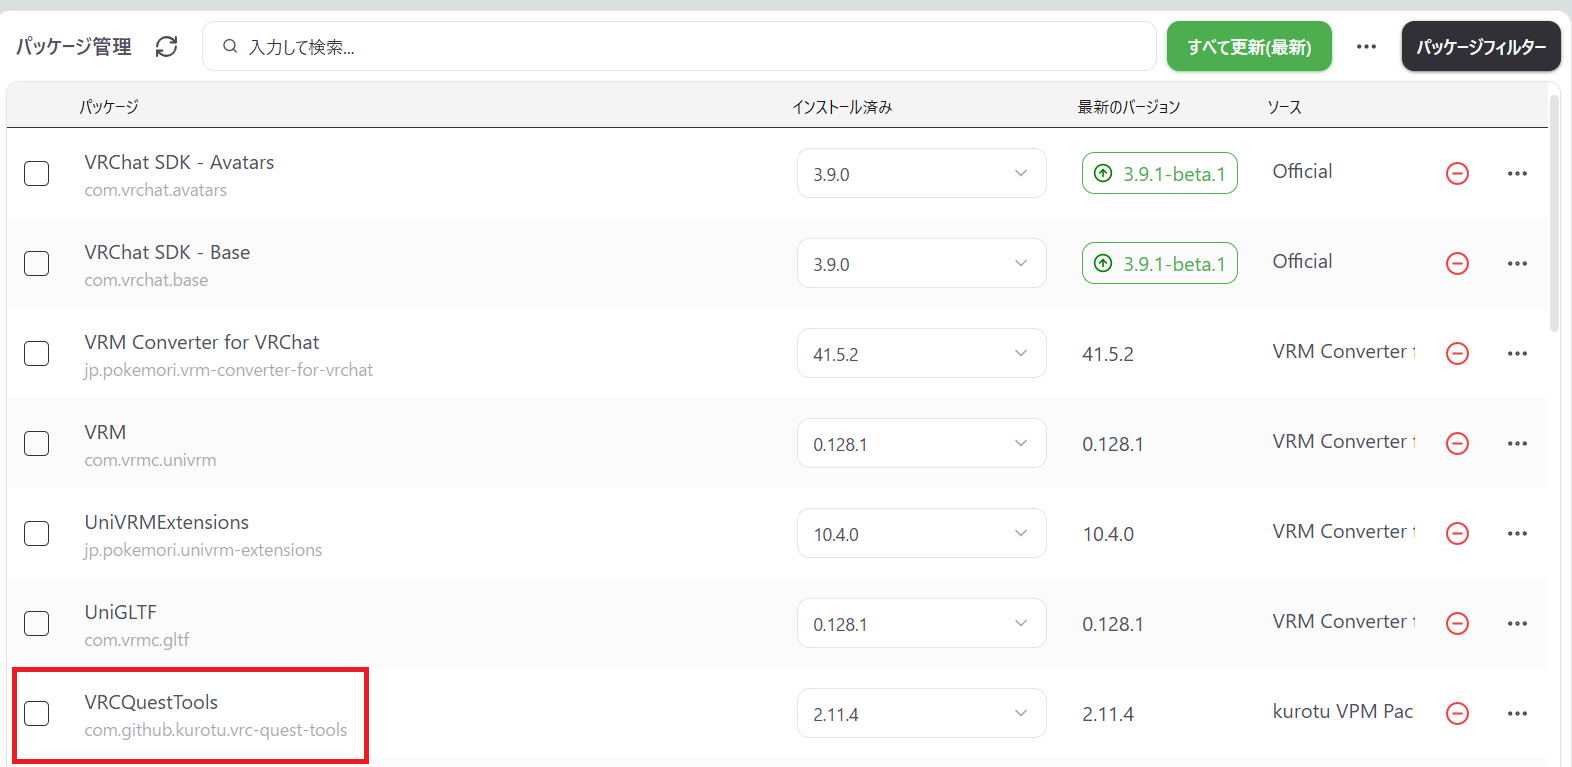 パッケージ管理
入力して検索...
すべて更新(最新)
パッケージフィルター
パッケージ インストール済み 最新のバージョン ソース
VRChat SDK - Avatars
com.vrchat.avatars
3.9.0 3.9.1-beta.1 Official
VRChat SDK - Base
com.vrchat.base
3.9.0 3.9.1-beta.1 Official
VRM Converter for VRChat
jp.pokemori.vrm-converter-for-vrchat
41.5.2 41.5.2 VRM Converter
VRM
com.vrmc.univrm
0.128.1 0.128.1 VRM Converter
UniVRMExtensions
jp.pokemori.univrm-extensions
10.4.0 10.4.0 VRM Converter
UniGLTF
com.vrmc.gltf
0.128.1 0.128.1 VRM Converter
VRCQuestTools
com.github.kurotu.vrc-quest-tools
2.11.4 2.11.4 kurotu VPM Pac